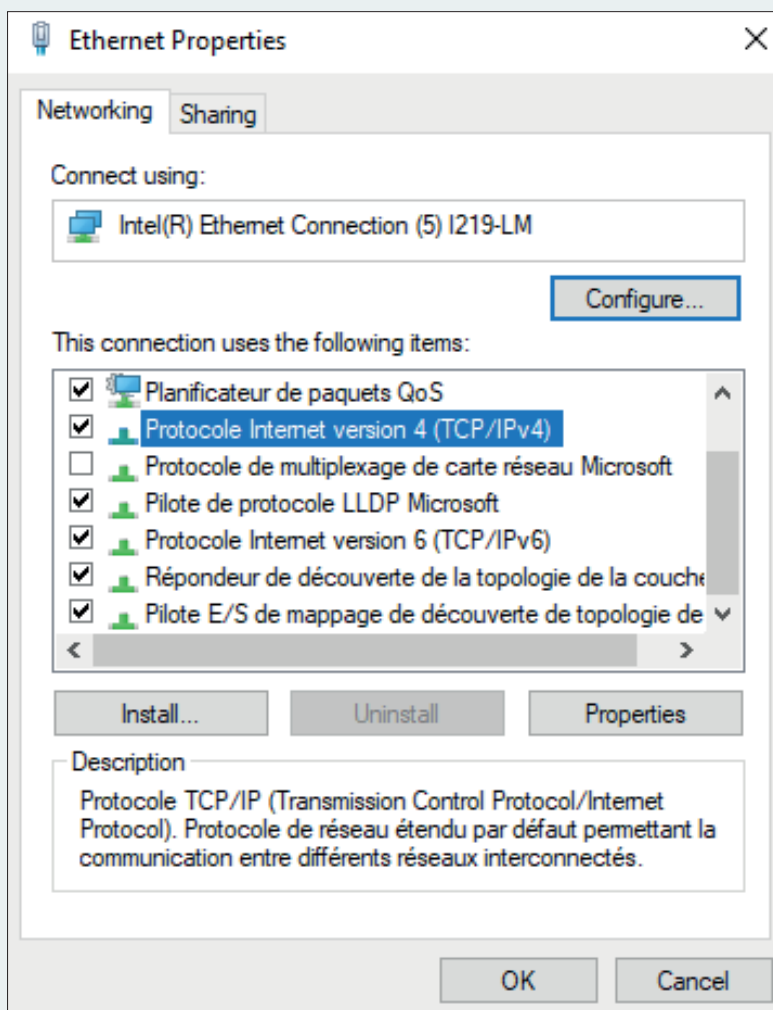 Ethernet Properties
Networking
Sharing
Connect using:
Intel(R) Ethernet Connection (5) I219-LM
Configure...
This connection uses the following items:
Planificateur de paquets QoS
Protocole Internet version 4 (TCP/IPv4)
Protocole de multiplexage de carte réseau Microsoft
Pilote de protocole LLDP Microsoft
Protocole Internet version 6 (TCP/IPv6)
Répondeur de découverte de la topologie de la couche
Pilote E/S de mappage de découverte de topologie de
Install...
Uninstall
Properties
Description
Protocole TCP/IP (Transmission Control Protocol/Internet
Protocol). Protocole de réseau étendu par défaut permettant la
communication entre différents réseaux interconnectés.
OK
Cancel